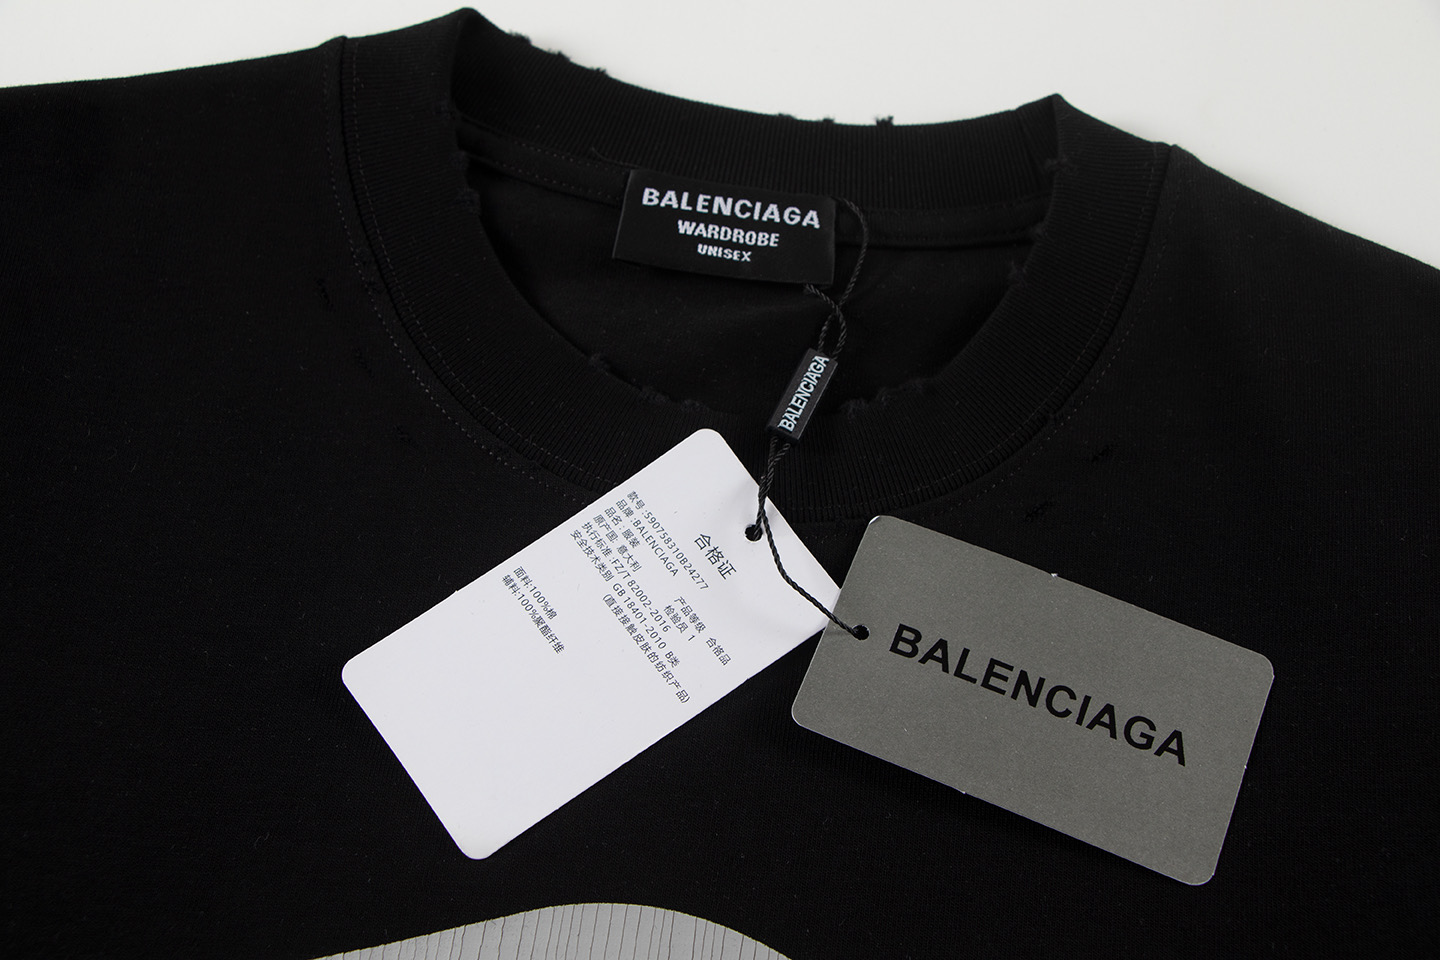 BALENCIAGA
WARDROBE
UNISEX
BALENCIAGA
合格证
款号:590758310B24277
品牌:BALENCIAGA
品名:服装
原产国:意大利
产品等级 合格品
检验员 1
执行标准:FZ/T 82002-2016
安全技术类别 GB 18401-2010 B类
(直接接触皮肤的纺织产品)
面料:100%棉
辅料:100%聚酯纤维
BALENCIAGA